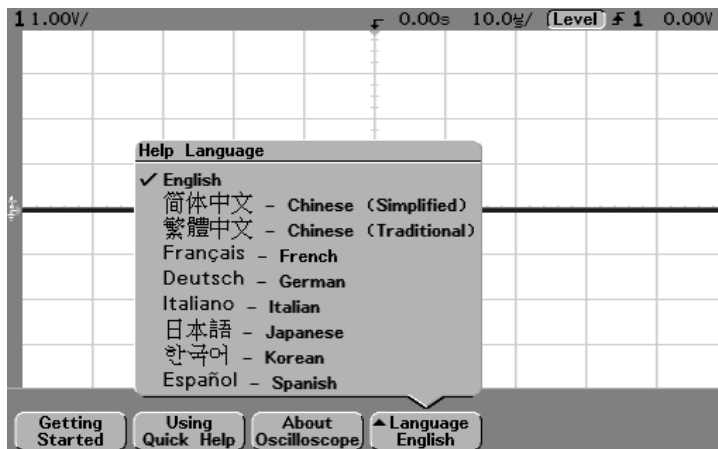 1 1.00V/ 0.00s 10.0 / Level 1 0.00V
Help Language
English
简体中文 - Chinese (Simplified)
繁體中文 - Chinese (Traditional)
Français - French
Deutsch - German
Italiano - Italian
日本語 - Japanese
한국어 - Korean
Español - Spanish
Getting Started
Using Quick Help
About Oscilloscope
Language English